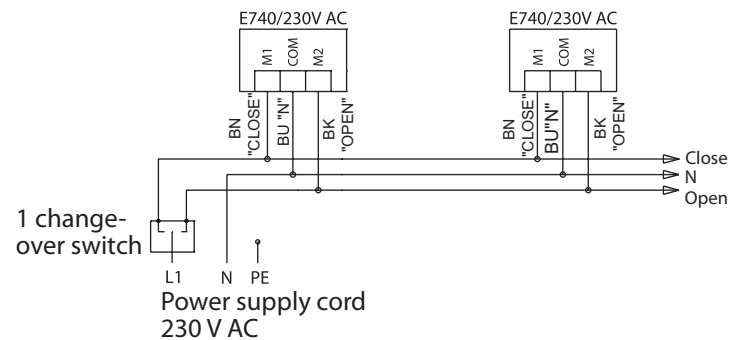 E740/230V AC
E740/230V AC
M1
COM
M2
M1
COM
M2
BN
"CLOSE"
BU "N"
BK
"OPEN"
BN
"CLOSE"
BU"N"
BK
"OPEN"
Close
N
Open
1 change-
over switch
L1
N
PE
Power supply cord
230 V AC